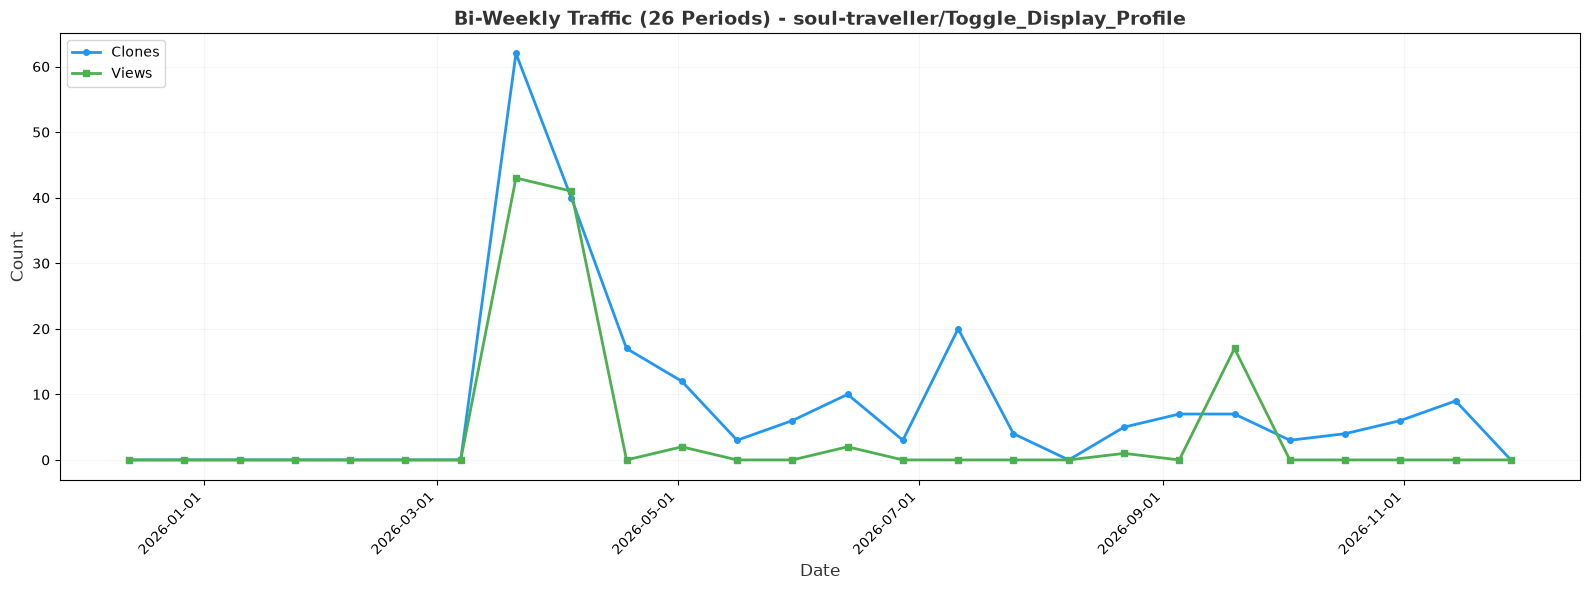 Bi-Weekly Traffic (26 Periods) - soul-traveller/Toggle_Display_Profile
Clones
Views
Count
60
50
40
30
20
10
0
2026-01-01
2026-03-01
2026-05-01
2026-07-01
2026-09-01
2026-11-01
Date